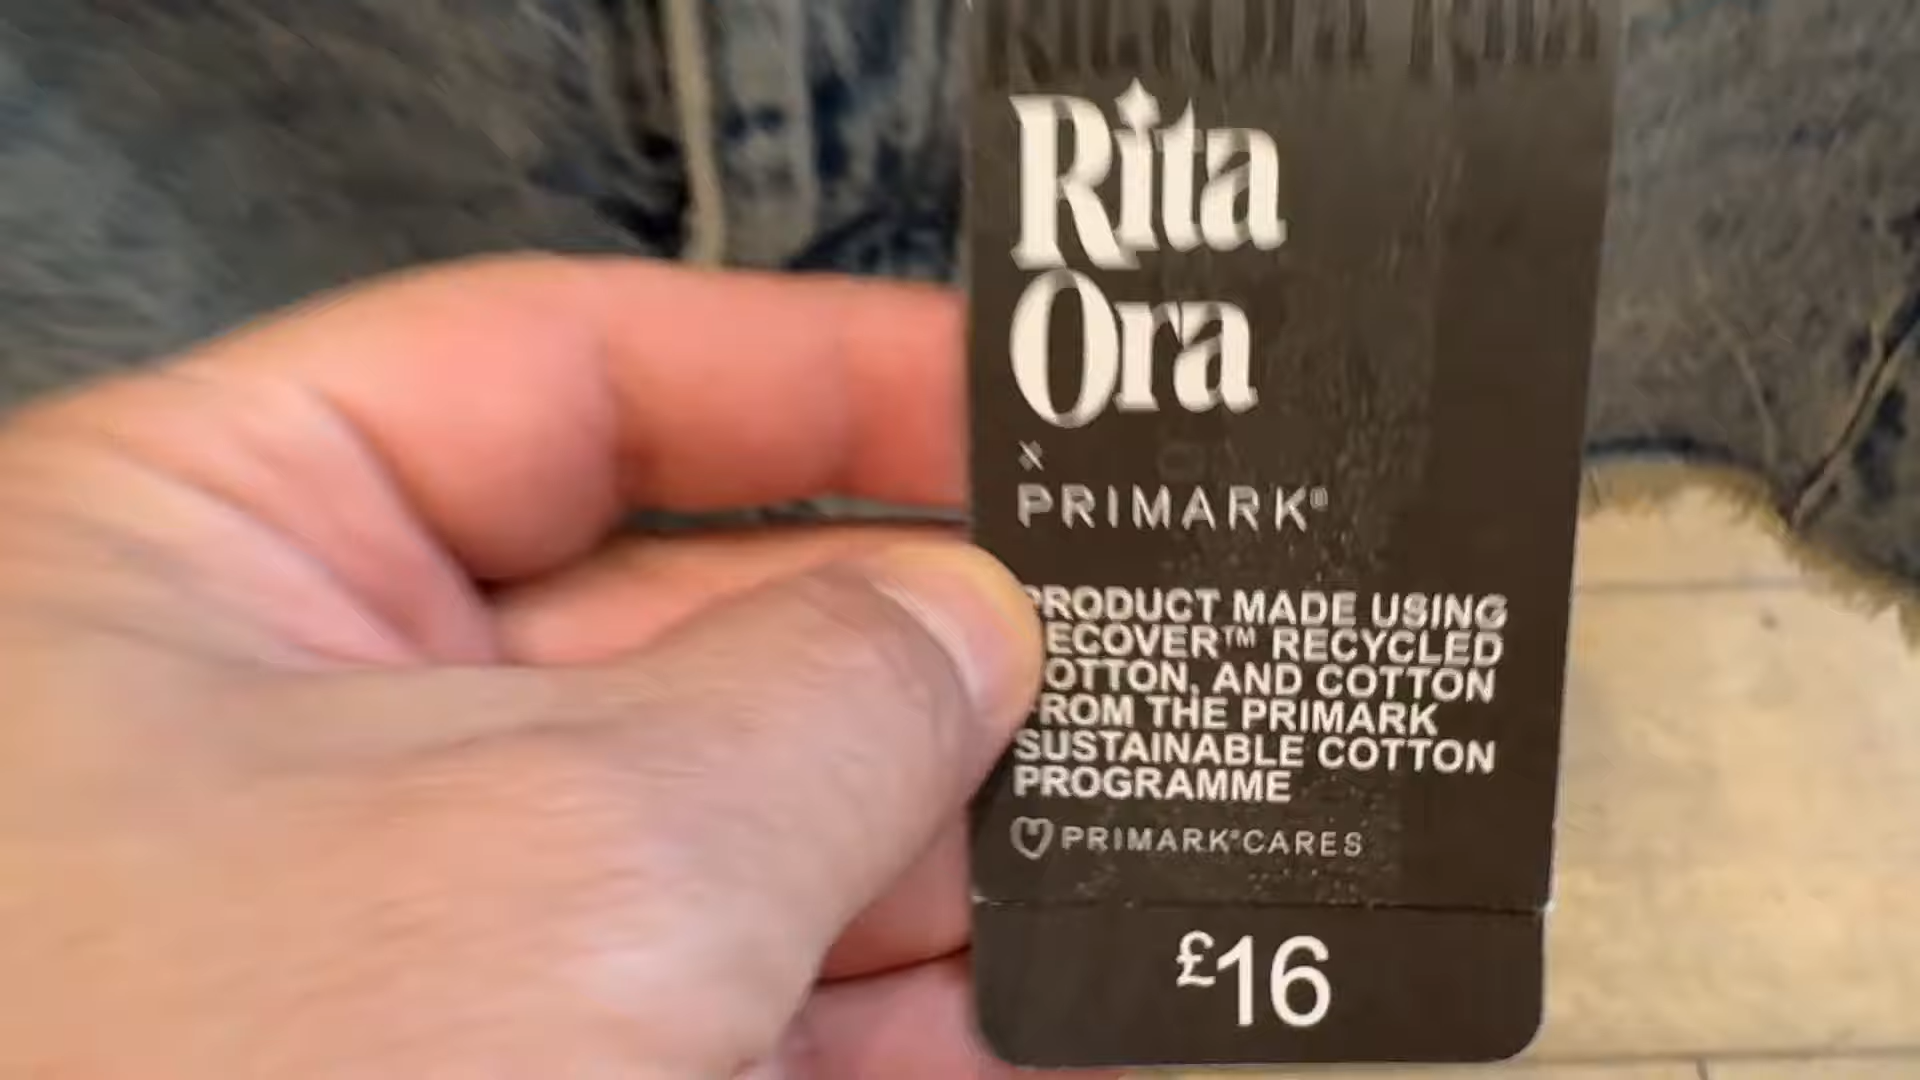 Rita
Ora
x
PRIMARK®
PRODUCT MADE USING
ECOVER™ RECYCLED
OTTON, AND COTTON
ROM THE PRIMARK
SUSTAINABLE COTTON
PROGRAMME
PRIMARK®CARES
£16